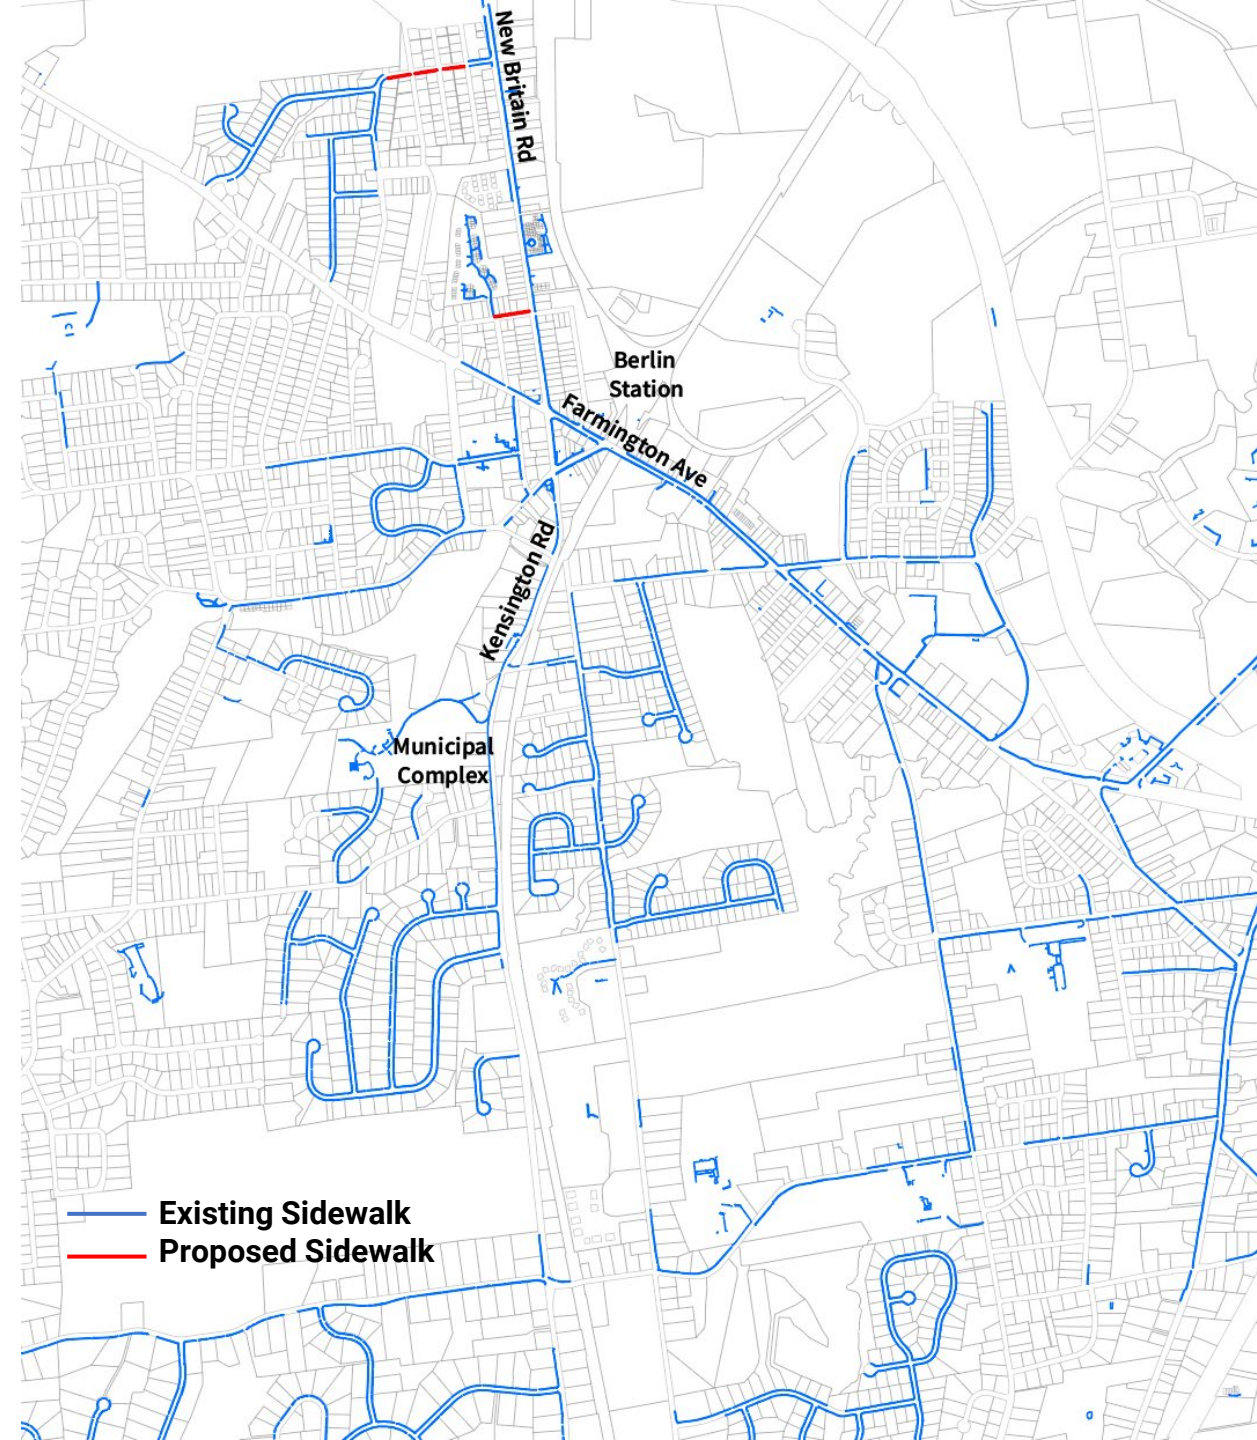 New Britain Rd
Berlin
Station
Farmington Ave
Kensington Rd
Municipal
Complex
Existing Sidewalk
Proposed Sidewalk